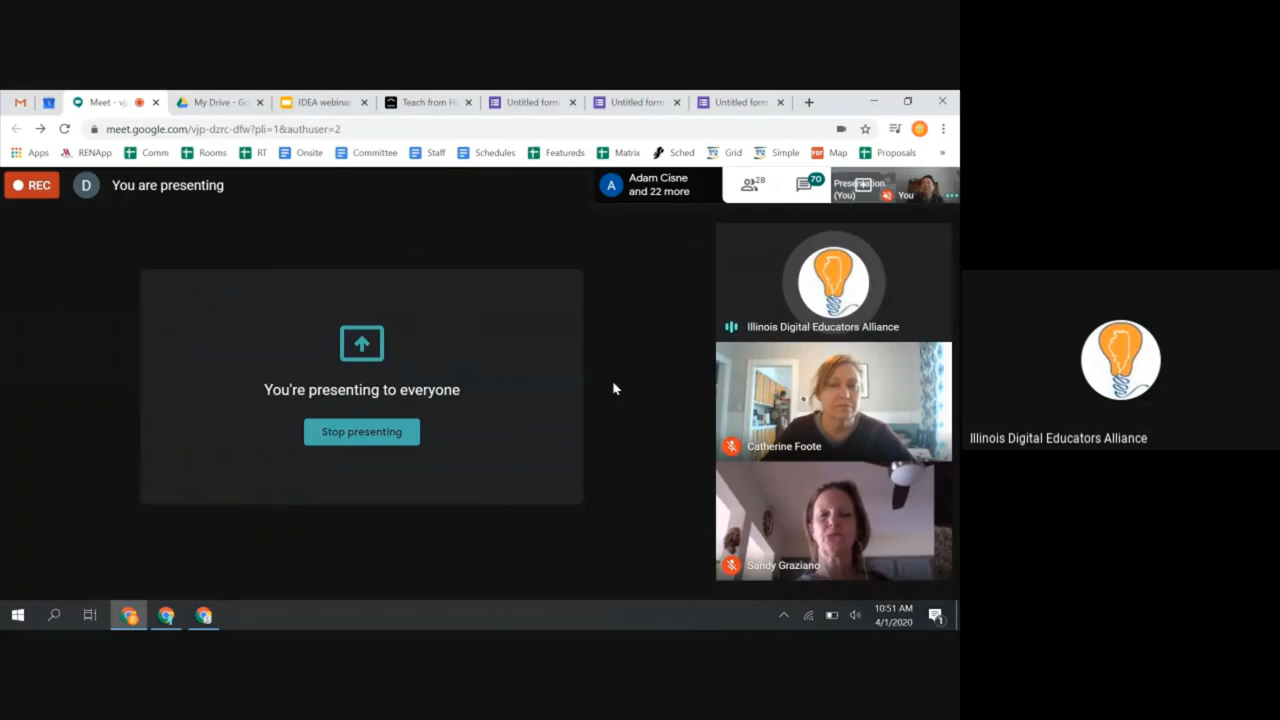 Meet - vj
My Drive - Go
IDEA webinar
Teach from H
Untitled form
Untitled form
Untitled form
meet.google.com/vjp-dzrc-dfw?pli=1&authuser=2
Apps
RENApp
Comm
Rooms
RT
Onsite
Committee
Staff
Schedules
Featureds
Matrix
Sched
Grid
Simple
PDF
Map
Proposals
»
REC
D
You are presenting
A
Adam Cisne
and 22 more
28
70
Presentation
(You)
You
Illinois Digital Educators Alliance
You're presenting to everyone
Stop presenting
Catherine Foote
Sandy Graziano
Illinois Digital Educators Alliance
10:51 AM
4/1/2020
1